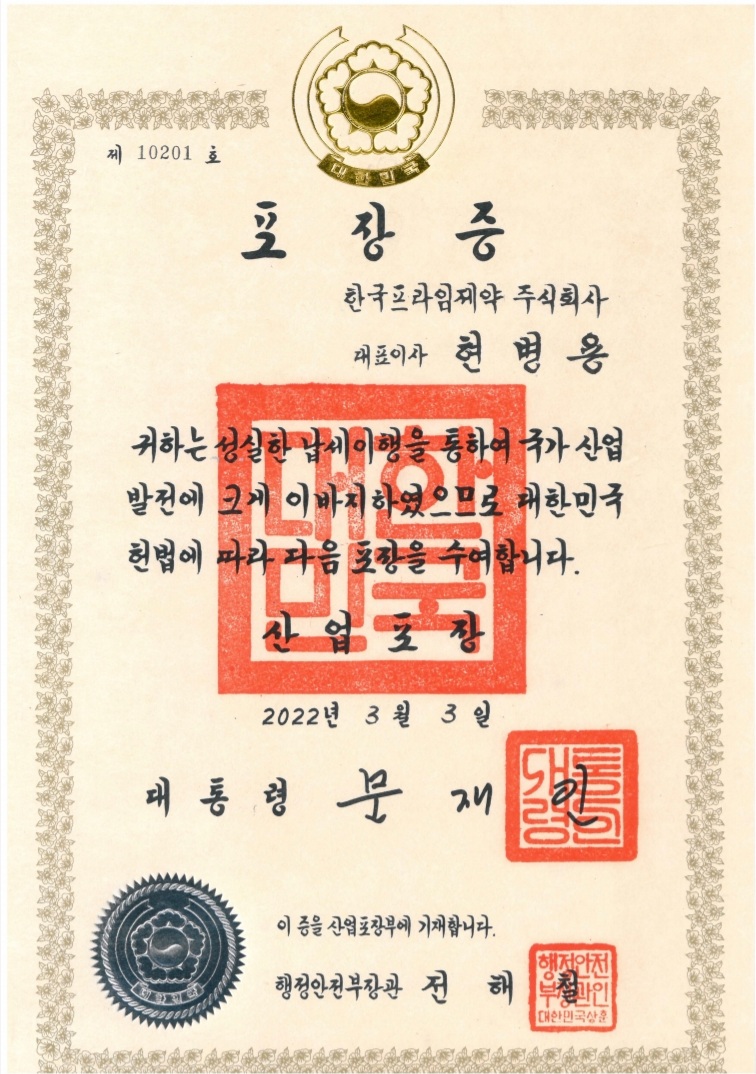 대한민국
제 10201 호
포장증
한국프라임제약 주식회사
대표이사 현병용
귀하는 성실한 납세이행을 통하여 국가 산업
발전에 크게 이바지하였으므로 대한민국
헌법에 따라 다음 포장을 수여합니다.
대한민국
산업포장
2022년 3월 3일
대통령 문재인
대통령의인
이 증을 산업포장부에 기재합니다.
행정안전부장관 전해철
행정안전
부장관인
대한민국상훈
대한민국